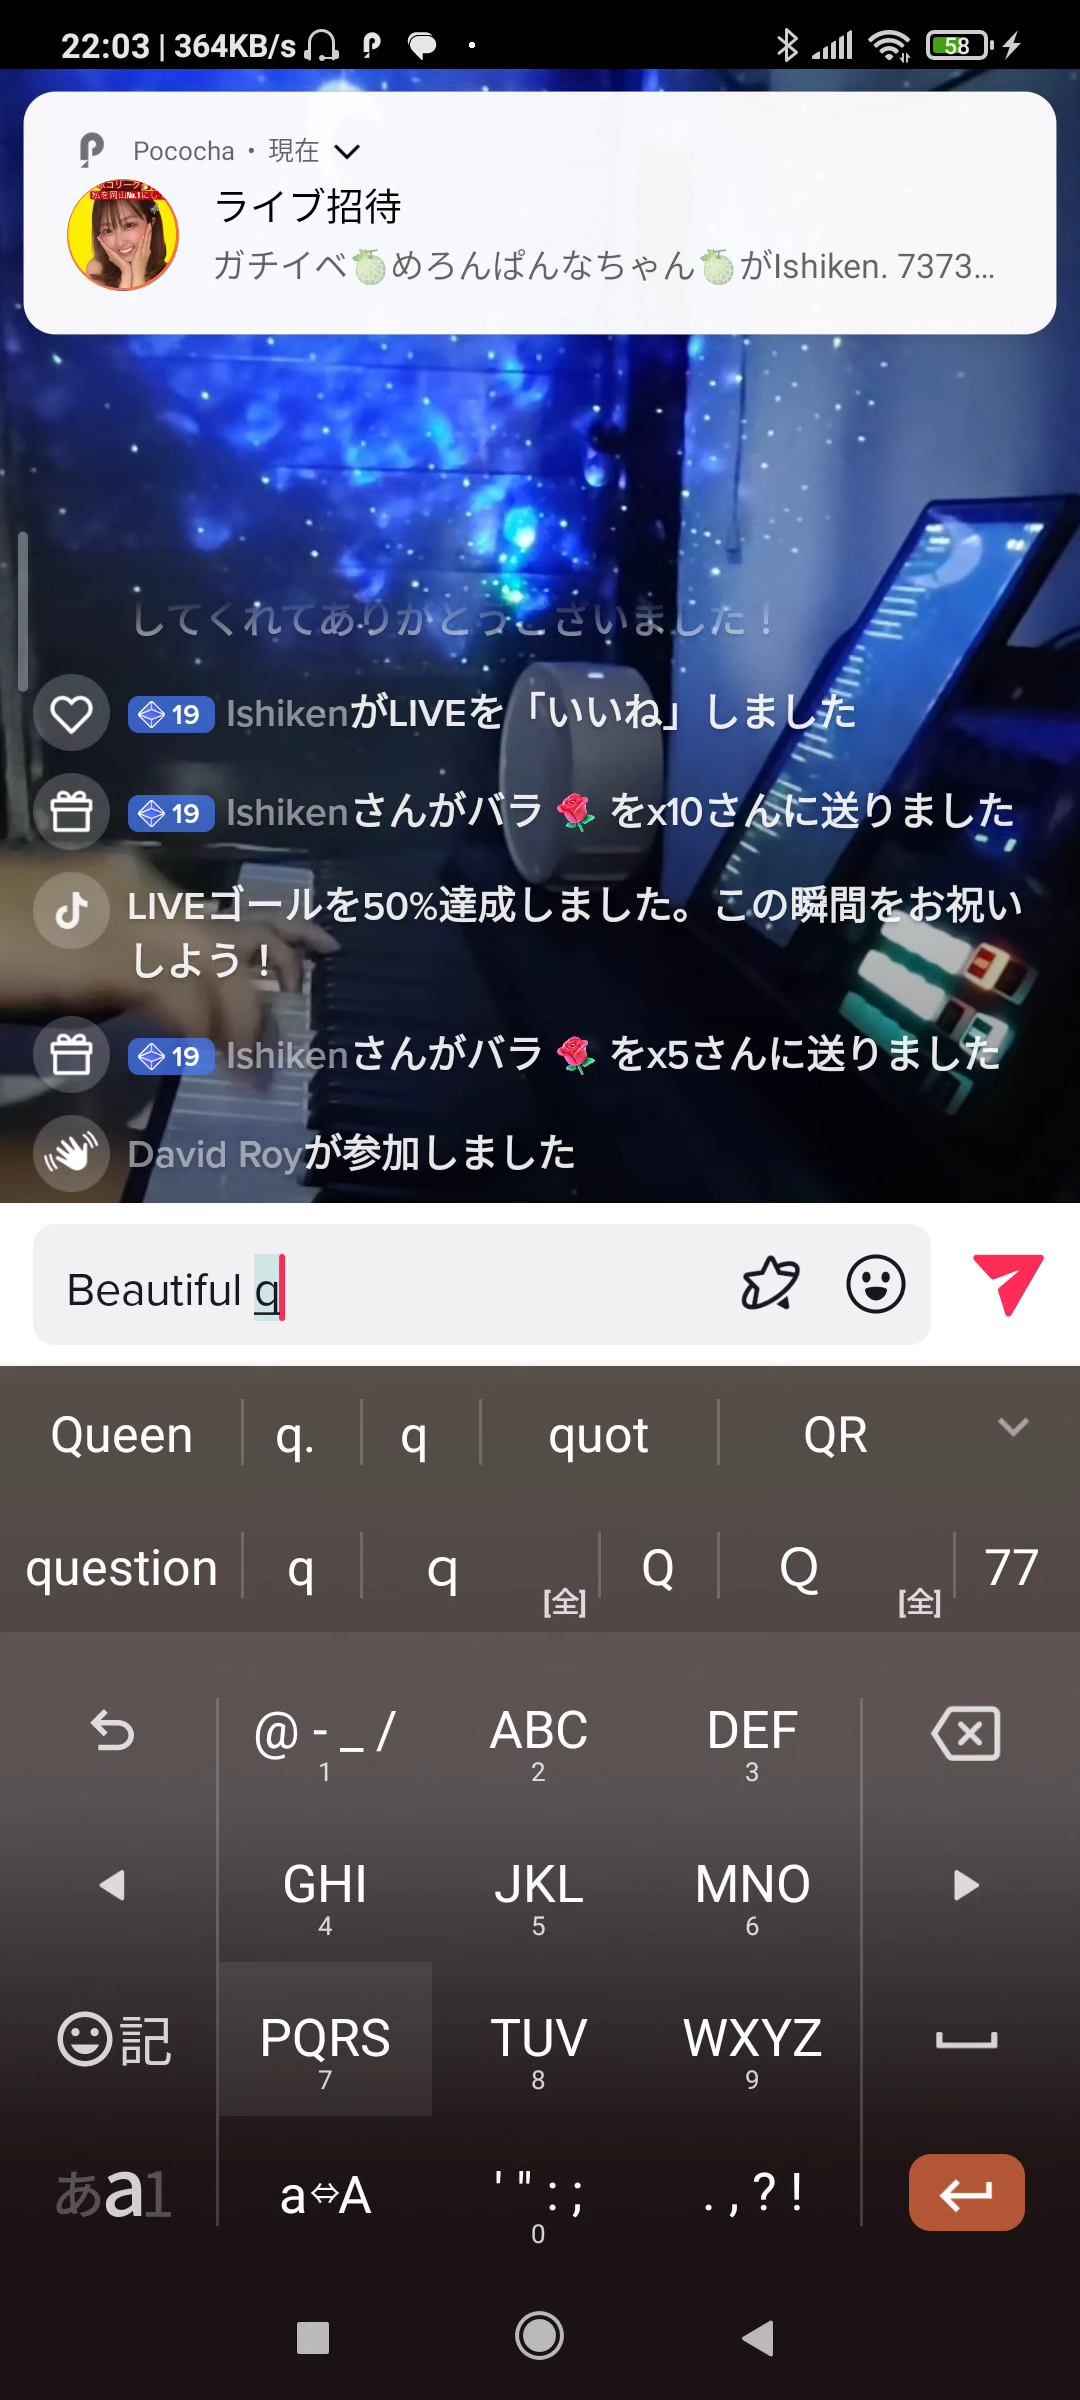 22:03 | 364KB/s
58
Pococha • 現在
ライブ招待
ガチイベ🍈めろんぱんなちゃん🍈がIshiken. 7373...
してくれてありがとうございました！
19 IshikenがLIVEを「いいね」しました
19 Ishikenさんがバラ 🌹 をx10さんに送りました
LIVEゴールを50%達成しました。この瞬間をお祝い
しよう！
19 Ishikenさんがバラ 🌹 をx5さんに送りました
David Royが参加しました
Beautiful q
Queen q. q quot QR
question q ｑ [全] Q Ｑ [全] 77
@ - _ / ABC DEF
1 2 3
GHI JKL MNO
4 5 6
記 PQRS TUV WXYZ
7 8 9
あa1 a⇔A ' " : ; . , ? !
0